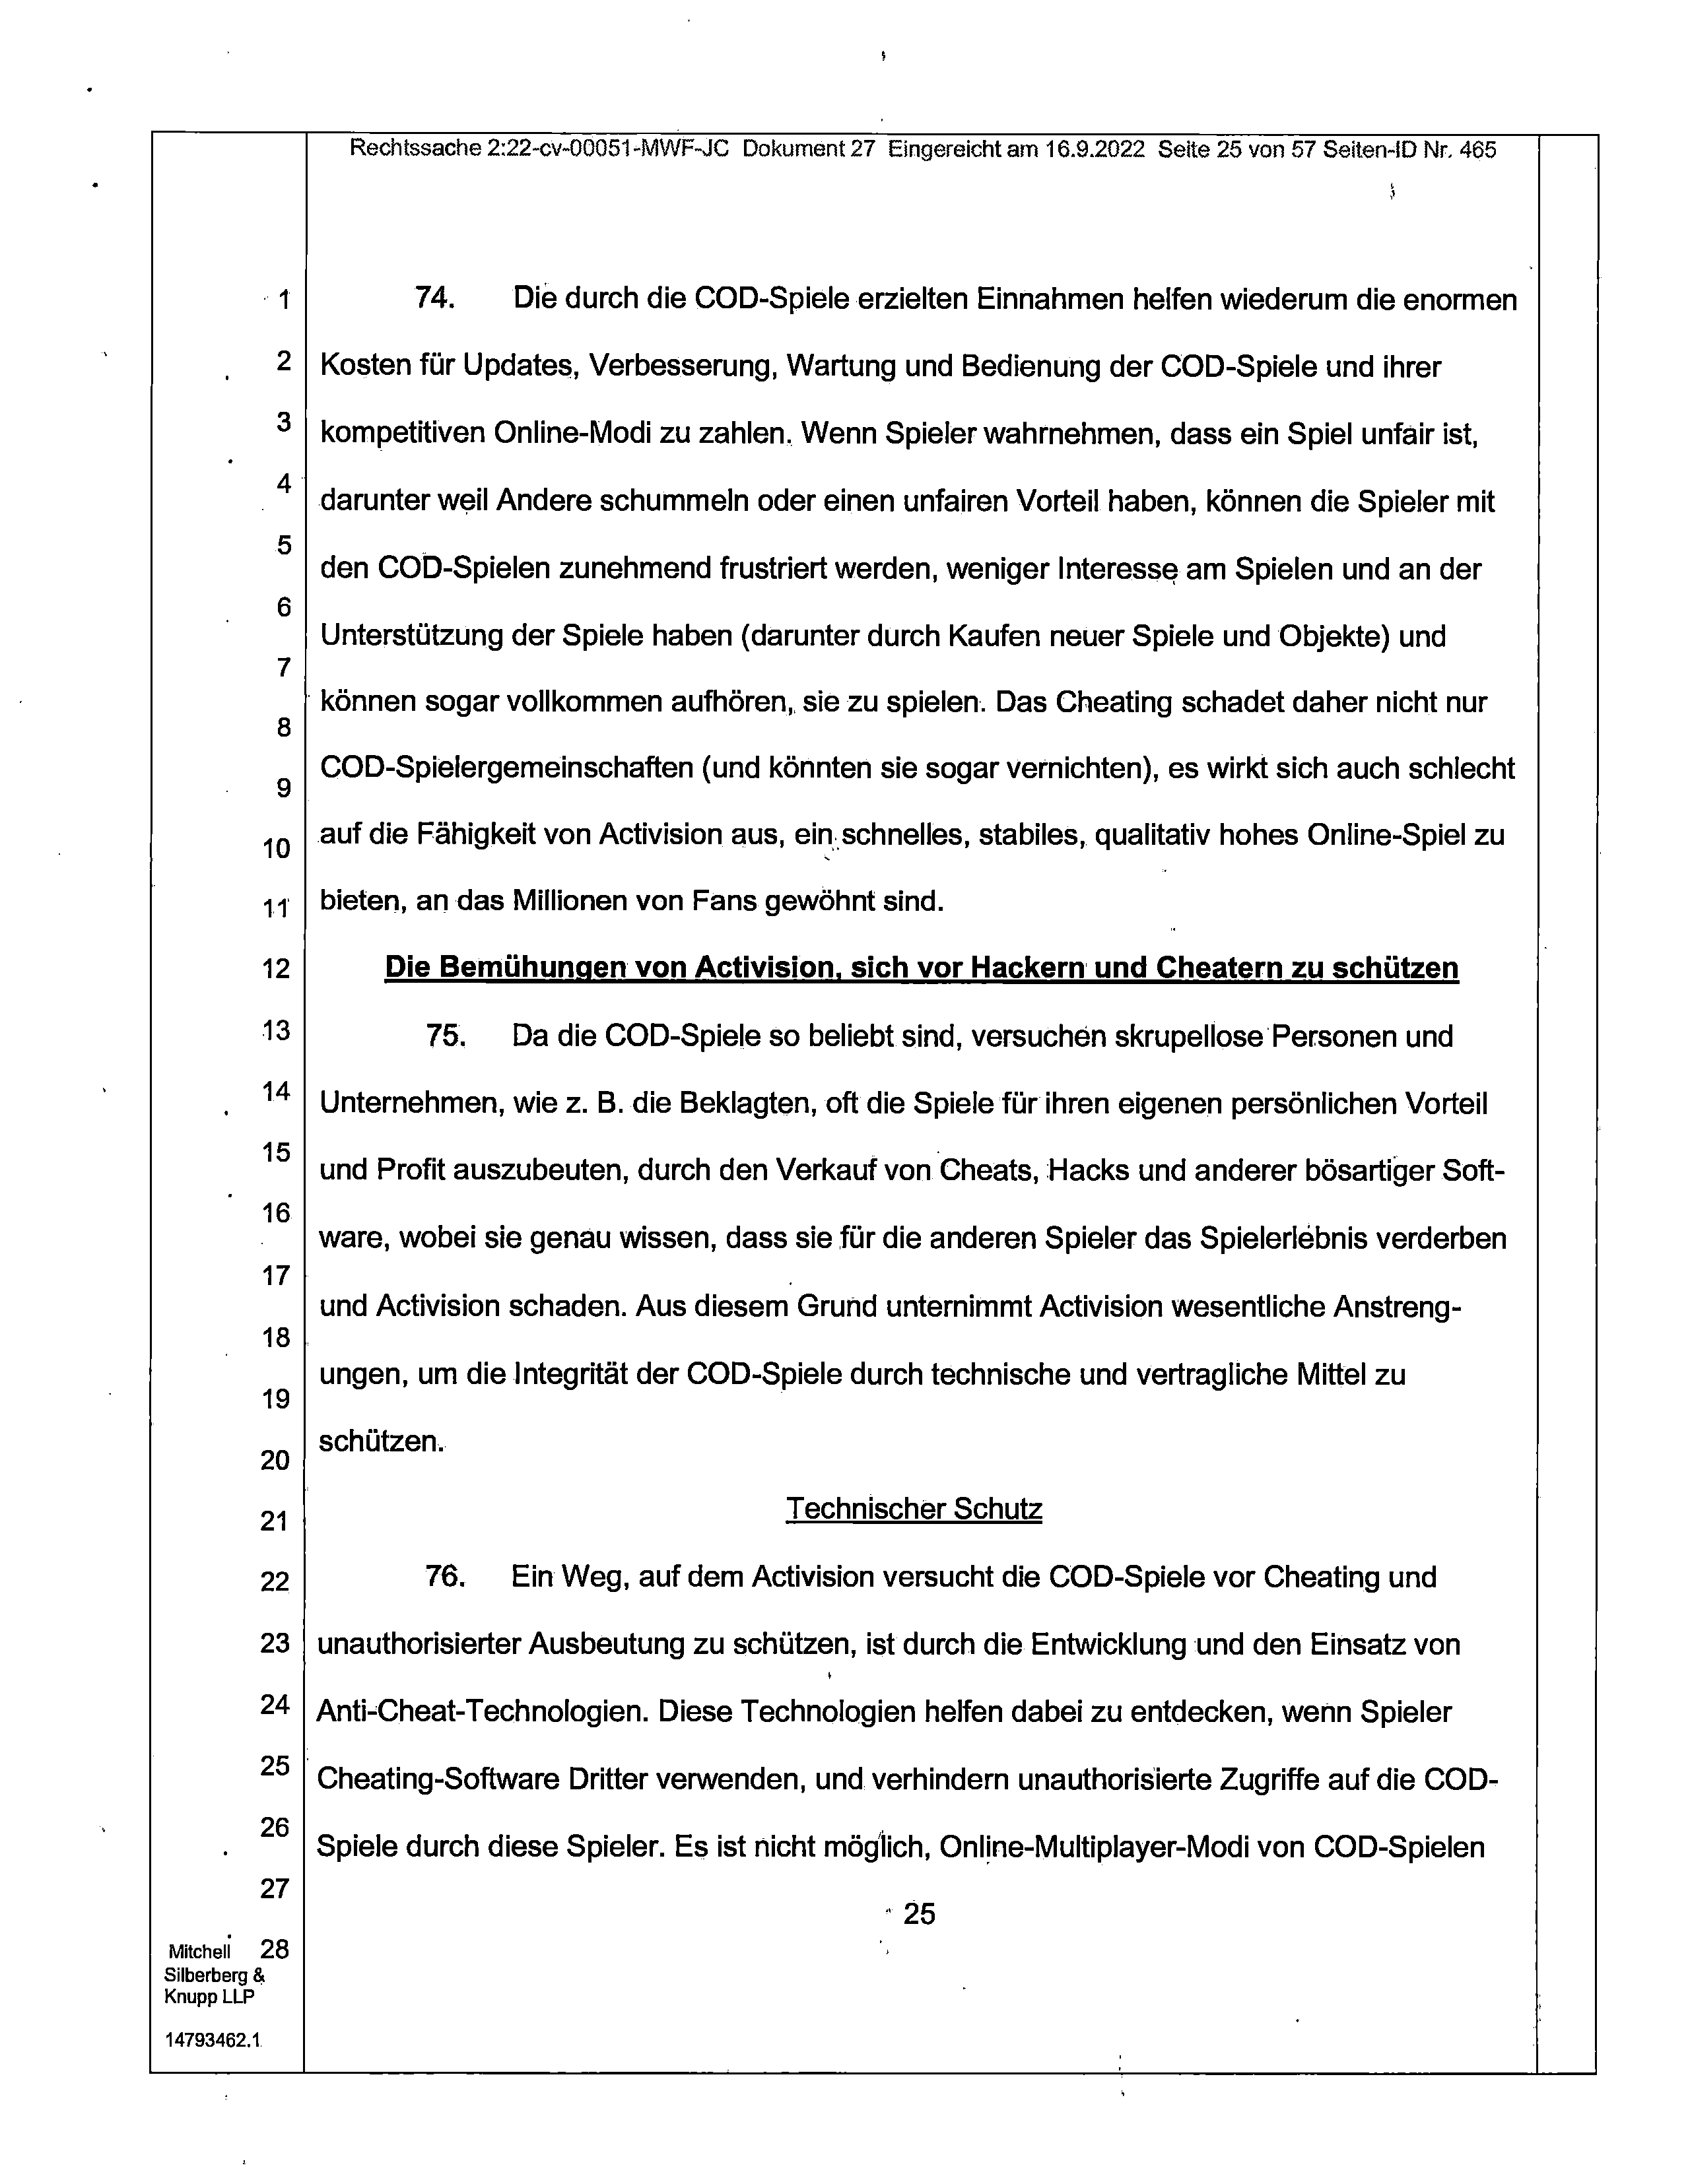 Rechtssache 2:22-cv-00051-MWF-JC Dokument 27 Eingereicht am 16.9.2022 Seite 25 von 57 Seiten-ID Nr. 465
1 74. Die durch die COD-Spiele erzielten Einnahmen helfen wiederum die enormen
2 Kosten für Updates, Verbesserung, Wartung und Bedienung der COD-Spiele und ihrer
3 kompetitiven Online-Modi zu zahlen. Wenn Spieler wahrnehmen, dass ein Spiel unfair ist,
4 darunter weil Andere schummeln oder einen unfairen Vorteil haben, können die Spieler mit
5 den COD-Spielen zunehmend frustriert werden, weniger Interesse am Spielen und an der
6 Unterstützung der Spiele haben (darunter durch Kaufen neuer Spiele und Objekte) und
7 können sogar vollkommen aufhören, sie zu spielen. Das Cheating schadet daher nicht nur
8
9 COD-Spielergemeinschaften (und könnten sie sogar vernichten), es wirkt sich auch schlecht
10 auf die Fähigkeit von Activision aus, ein schnelles, stabiles, qualitativ hohes Online-Spiel zu
11 bieten, an das Millionen von Fans gewöhnt sind.
12 Die Bemühungen von Activision, sich vor Hackern und Cheatern zu schützen
13 75. Da die COD-Spiele so beliebt sind, versuchen skrupellose Personen und
14 Unternehmen, wie z. B. die Beklagten, oft die Spiele für ihren eigenen persönlichen Vorteil
15 und Profit auszubeuten, durch den Verkauf von Cheats, Hacks und anderer bösartiger Soft-
16 ware, wobei sie genau wissen, dass sie für die anderen Spieler das Spielerlebnis verderben
17 und Activision schaden. Aus diesem Grund unternimmt Activision wesentliche Anstreng-
18
19 ungen, um die Integrität der COD-Spiele durch technische und vertragliche Mittel zu
20 schützen.
21 Technischer Schutz
22 76. Ein Weg, auf dem Activision versucht die COD-Spiele vor Cheating und
23 unauthorisierter Ausbeutung zu schützen, ist durch die Entwicklung und den Einsatz von
24 Anti-Cheat-Technologien. Diese Technologien helfen dabei zu entdecken, wenn Spieler
25 Cheating-Software Dritter verwenden, und verhindern unauthorisierte Zugriffe auf die COD-
26 Spiele durch diese Spieler. Es ist nicht möglich, Online-Multiplayer-Modi von COD-Spielen
27
25
Mitchell 28
Silberberg &
Knupp LLP
14793462.1